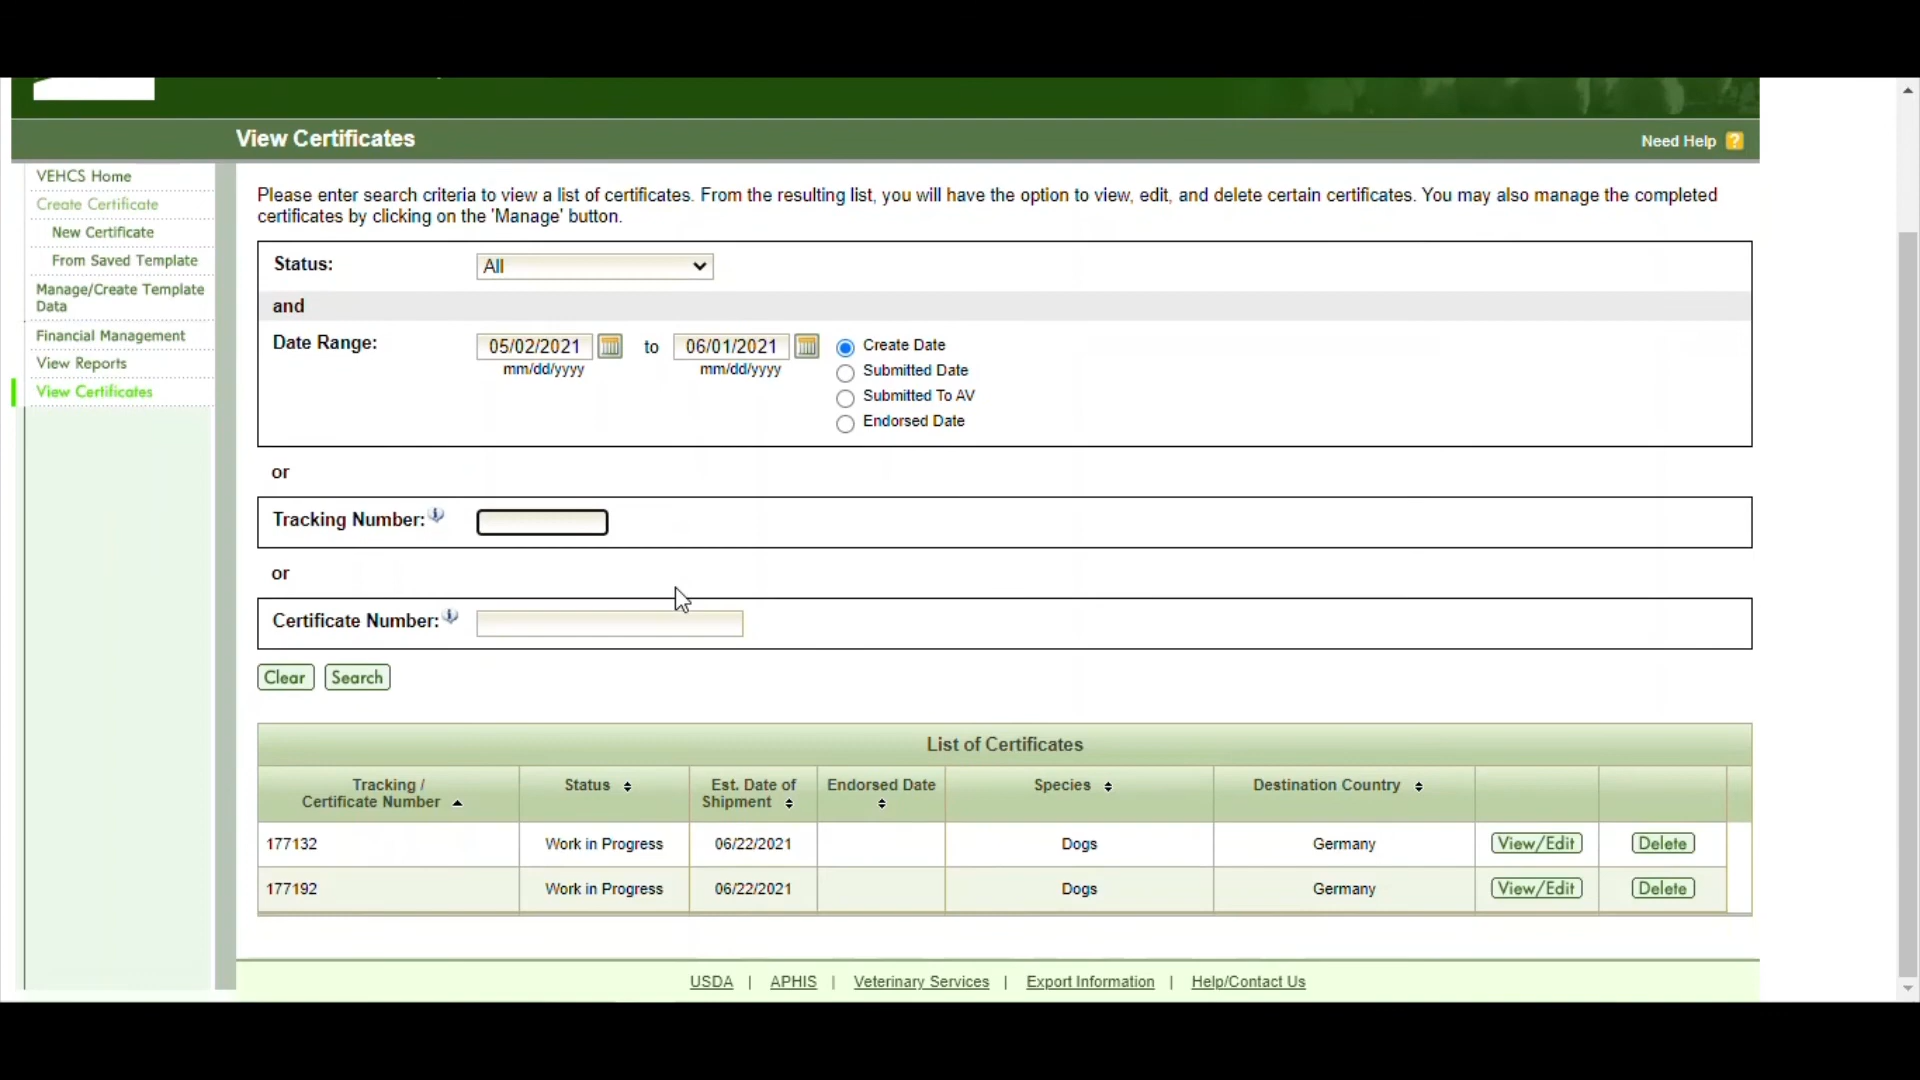 View Certificates
Need Help ?
VEHCS Home
Create Certificate
New Certificate
From Saved Template
Manage/Create Template
Data
Financial Management
View Reports
View Certificates
Please enter search criteria to view a list of certificates. From the resulting list, you will have the option to view, edit, and delete certain certificates. You may also manage the completed
certificates by clicking on the 'Manage' button.
Status: All
and
Date Range: 05/02/2021 to 06/01/2021
mm/dd/yyyy mm/dd/yyyy
Create Date
Submitted Date
Submitted To AV
Endorsed Date
or
Tracking Number:
or
Certificate Number:
Clear Search
List of Certificates
Tracking /
Certificate Number
Status
Est. Date of
Shipment
Endorsed Date
Species
Destination Country
177132 Work in Progress 06/22/2021 Dogs Germany View/Edit Delete
177192 Work in Progress 06/22/2021 Dogs Germany View/Edit Delete
USDA | APHIS | Veterinary Services | Export Information | Help/Contact Us